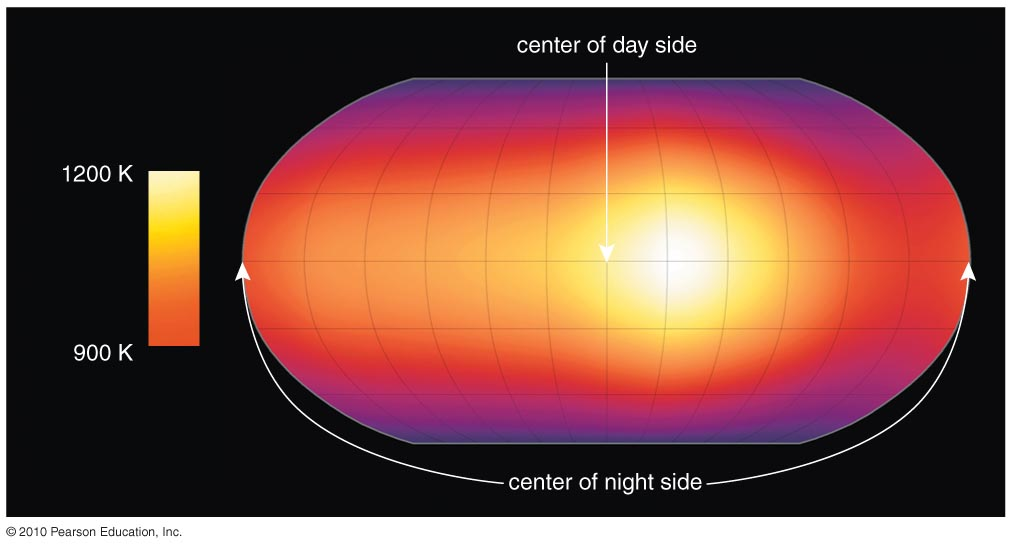 center of day side
1200 K
900 K
center of night side
© 2010 Pearson Education, Inc.